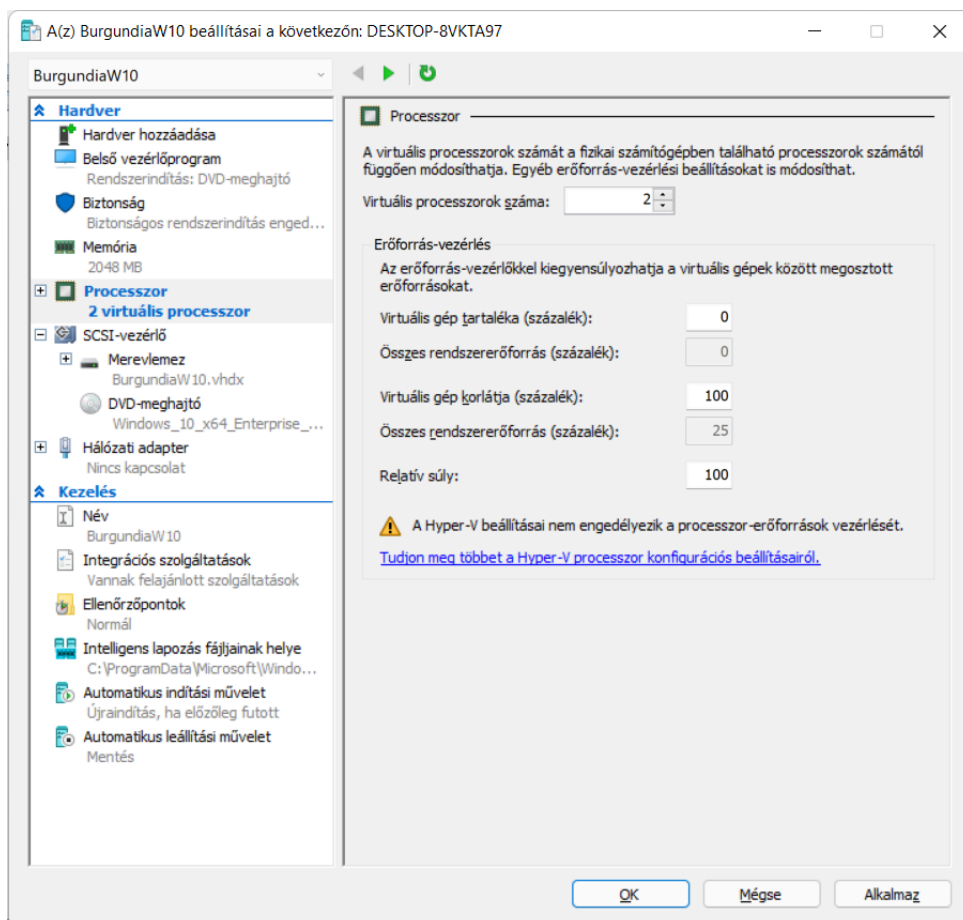 A(z) BurgundiaW10 beállításai a következőn: DESKTOP-8VKTA97
BurgundiaW10
Hardver
Hardver hozzáadása
Belső vezérlőprogram
Rendszerindítás: DVD-meghajtó
Biztonság
Biztonságos rendszerindítás enged...
Memória
2048 MB
Processzor
2 virtuális processzor
SCSI-vezérlő
Merevlemez
BurgundiaW10.vhdx
DVD-meghajtó
Windows_10_x64_Enterprise_...
Hálózati adapter
Nincs kapcsolat
Kezelés
Név
BurgundiaW10
Integrációs szolgáltatások
Vannak felajánlott szolgáltatások
Ellenőrzőpontok
Normál
Intelligens lapozás fájljainak helye
C:\ProgramData\Microsoft\Windo...
Automatikus indítási művelet
Újraindítás, ha előzőleg futott
Automatikus leállítási művelet
Mentés
Processzor
A virtuális processzorok számát a fizikai számítógépben található processzorok számától
függően módosíthatja. Egyéb erőforrás-vezérlési beállításokat is módosíthat.
Virtuális processzorok száma: 2
Erőforrás-vezérlés
Az erőforrás-vezérlőkkel kiegyensúlyozhatja a virtuális gépek között megosztott
erőforrásokat.
Virtuális gép tartaléka (százalék): 0
Összes rendszererőforrás (százalék): 0
Virtuális gép korlátja (százalék): 100
Összes rendszererőforrás (százalék): 25
Relatív súly: 100
A Hyper-V beállításai nem engedélyezik a processzor-erőforrások vezérlését.
Tudjon meg többet a Hyper-V processzor konfigurációs beállításairól.
OK Mégse Alkalmaz